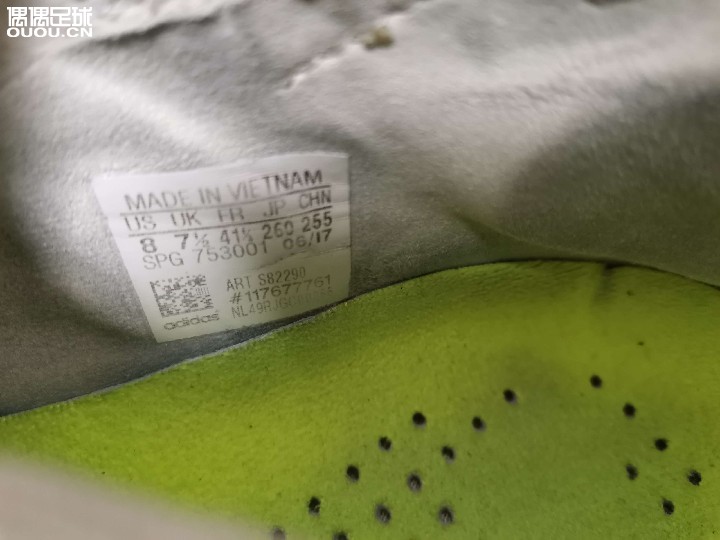 偶偶足球
OUOU.CN
MADE IN VIETNAM
US UK FR JP CHN
8 7½ 41⅓ 260 255
SPG 753001 06/17
ART S82290
#117677761
adidas